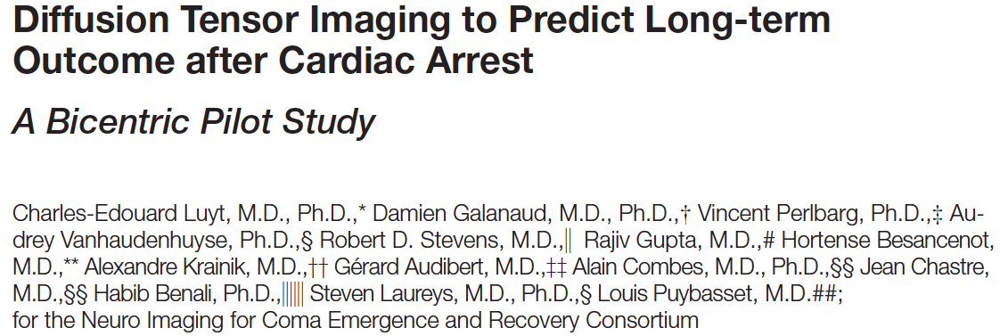 Diffusion Tensor Imaging to Predict Long-term
Outcome after Cardiac Arrest
A Bicentric Pilot Study
Charles-Edouard Luyt, M.D., Ph.D.,* Damien Galanaud, M.D., Ph.D.,† Vincent Perlbarg, Ph.D.,‡ Au-
drey Vanhaudenhuyse, Ph.D.,§ Robert D. Stevens, M.D.,‖ Rajiv Gupta, M.D.,# Hortense Besancenot,
M.D.,** Alexandre Krainik, M.D.,†† Gérard Audibert, M.D.,‡‡ Alain Combes, M.D., Ph.D.,§§ Jean Chastre,
M.D.,§§ Habib Benali, Ph.D.,‖‖‖ Steven Laureys, M.D., Ph.D.,§ Louis Puybasset, M.D.##;
for the Neuro Imaging for Coma Emergence and Recovery Consortium